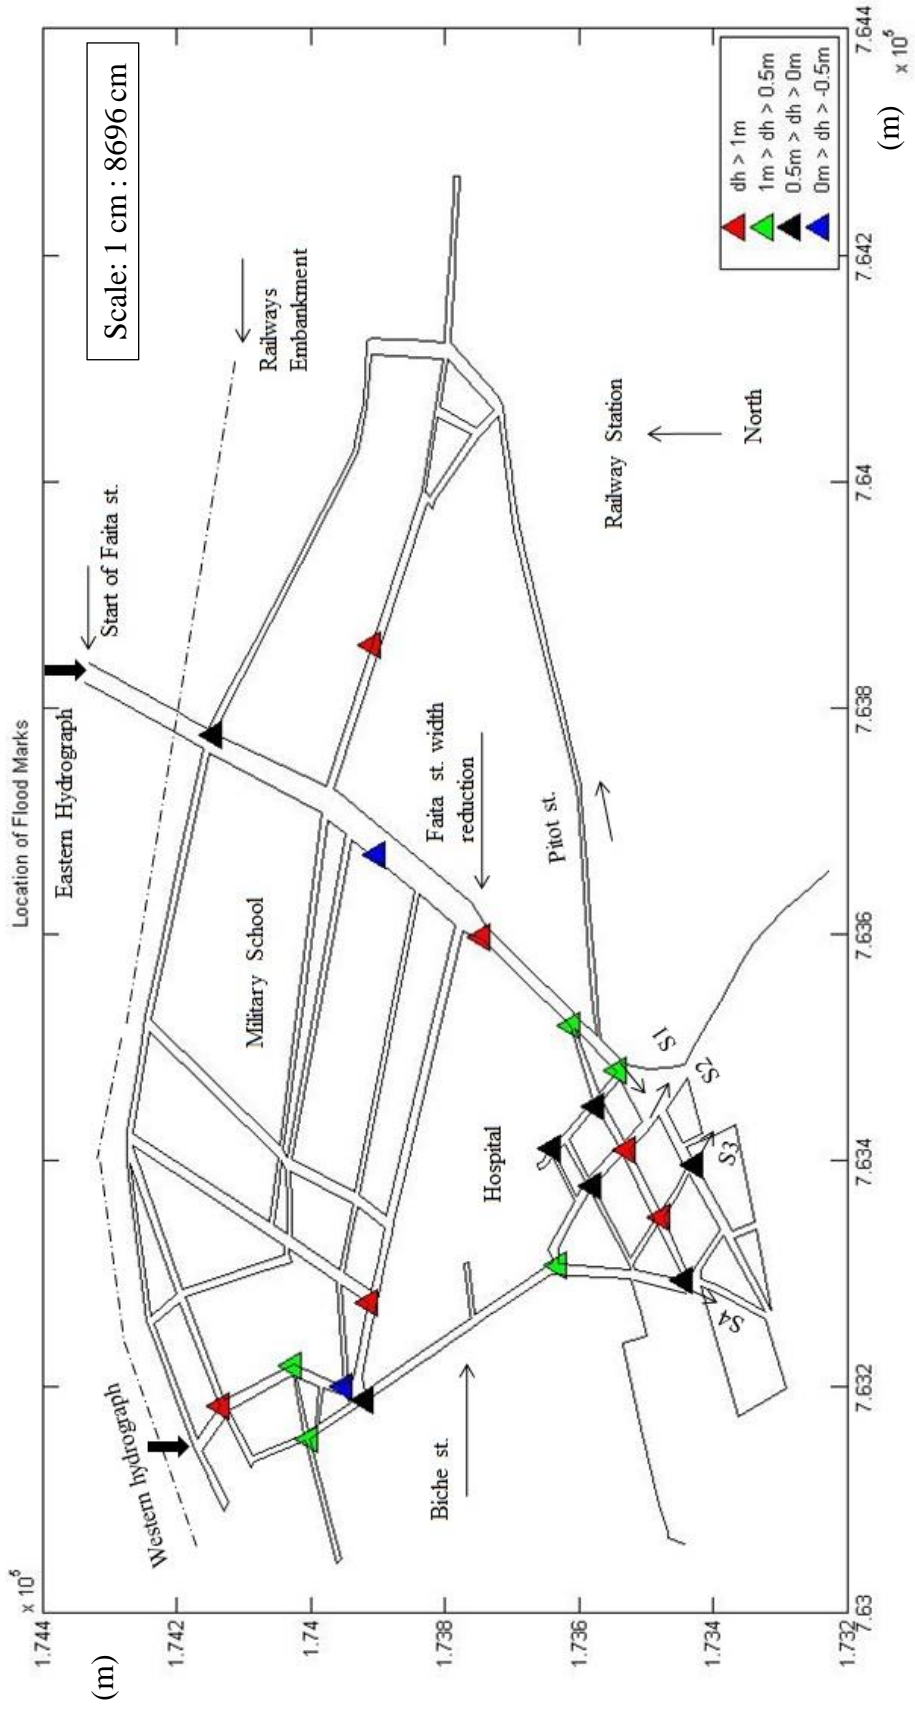 Location of Flood Marks
x 10⁵
(m)
1.744
1.742
1.74
1.738
1.736
1.734
1.732
7.63
7.632
7.634
7.636
7.638
7.64
7.642
7.644
x 10⁵
(m)
Scale: 1 cm : 8696 cm
Eastern Hydrograph
Start of Faita st.
Railways
Embankment
Western hydrograph
Military School
Faita st. width
reduction
Pitot st.
Hospital
Biche st.
Railway Station
North
S1
S2
S3
S4
dh > 1m
1m > dh > 0.5m
0.5m > dh > 0m
0m > dh > -0.5m